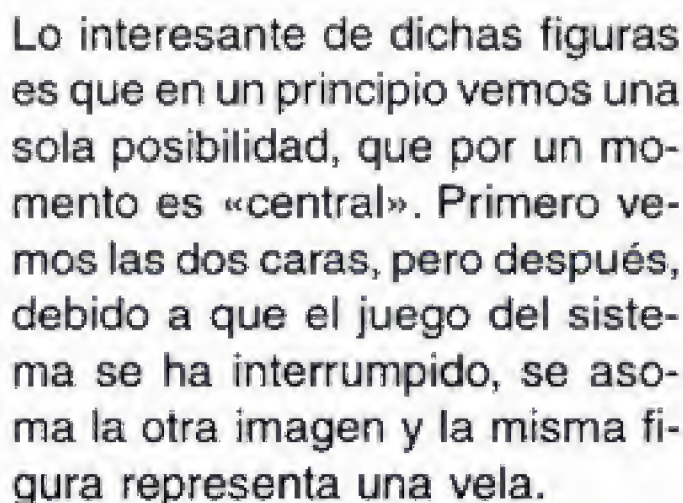 Lo interesante de dichas figuras
es que en un principio vemos una
sola posibilidad, que por un mo-
mento es «central». Primero ve-
mos las dos caras, pero después,
debido a que el juego del siste-
ma se ha interrumpido, se aso-
ma la otra imagen y la misma fi-
gura representa una vela.